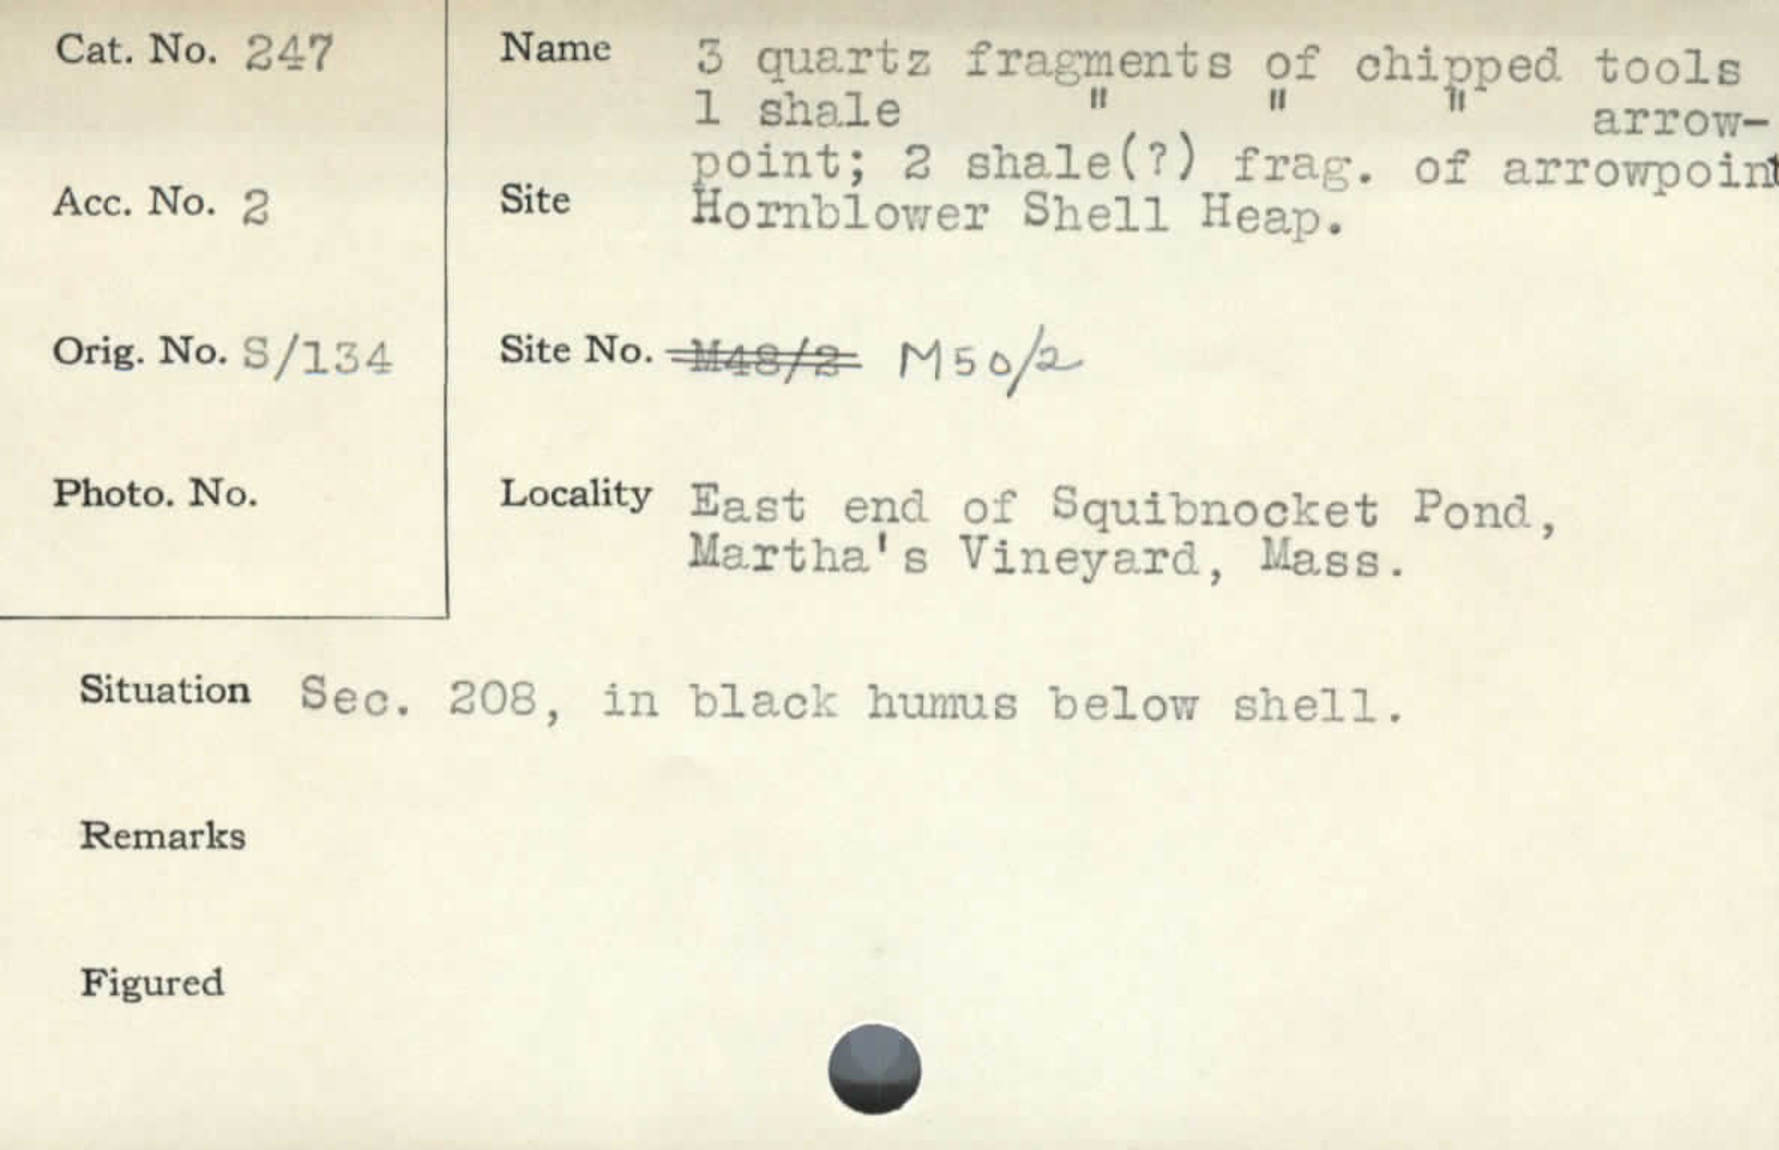 Cat. No. 247
Name 3 quartz fragments of chipped tools
1 shale " " " arrow-
point; 2 shale(?) frag. of arrowpoint
Acc. No. 2
Site Hornblower Shell Heap.
Orig. No. S/134
Site No. M48/2 M50/2
Photo. No.
Locality East end of Squibnocket Pond,
Martha's Vineyard, Mass.
Situation Sec. 208, in black humus below shell.
Remarks
Figured